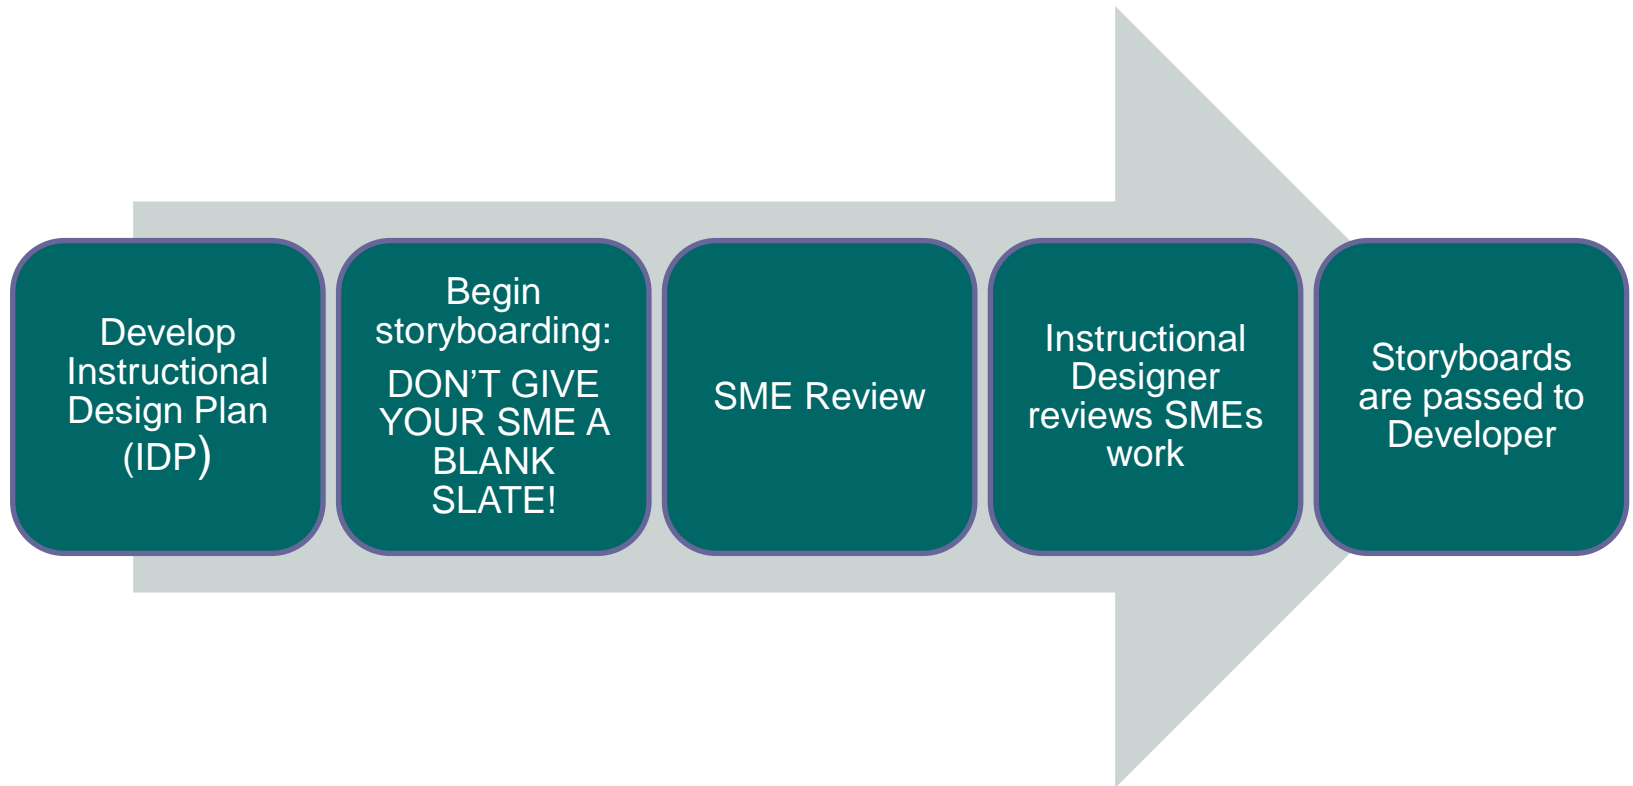 Develop
Instructional
Design Plan
(IDP)
Begin
storyboarding:
DON’T GIVE
YOUR SME A
BLANK
SLATE!
SME Review
Instructional
Designer
reviews SMEs
work
Storyboards
are passed to
Developer